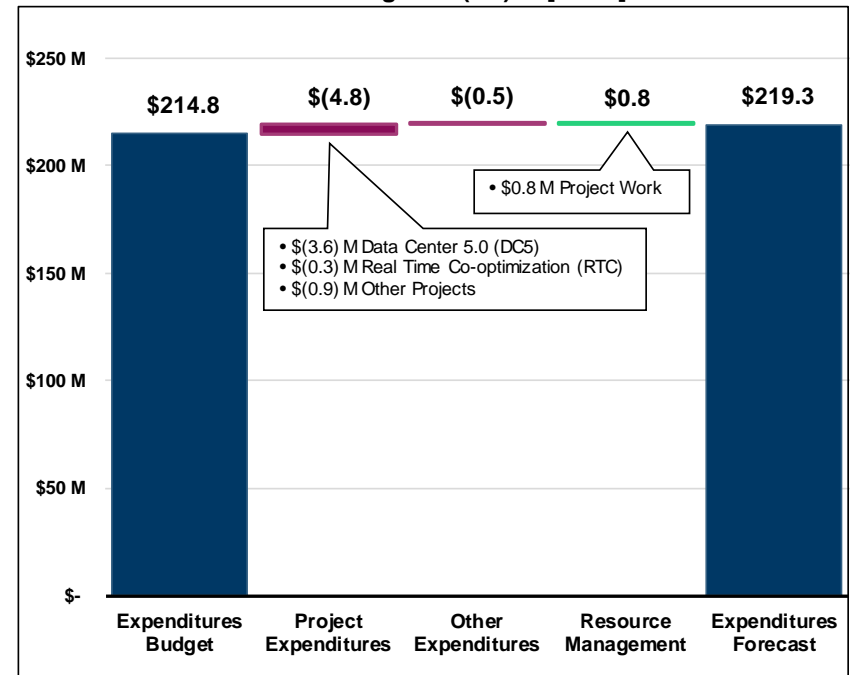 $250 M
$200 M
$150 M
$100 M
$50 M
$-
$214.8
$(4.8)
$(0.5)
$0.8
$219.3
• $0.8 M Project Work
• $(3.6) M Data Center 5.0 (DC5)
• $(0.3) M Real Time Co-optimization (RTC)
• $(0.9) M Other Projects
Expenditures
Budget
Project
Expenditures
Other
Expenditures
Resource
Management
Expenditures
Forecast